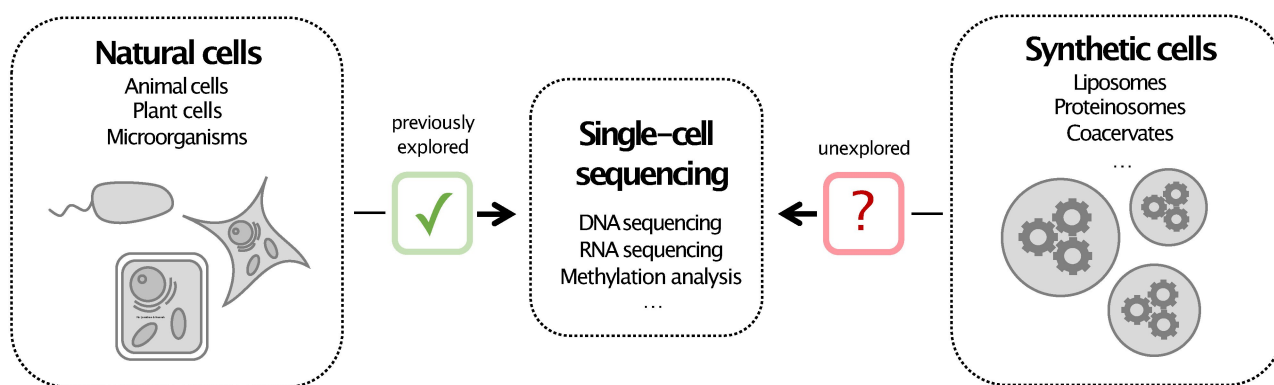 Natural cells
Animal cells
Plant cells
Microorganisms
previously
explored
Single-cell
sequencing
DNA sequencing
RNA sequencing
Methylation analysis
...
unexplored
?
Synthetic cells
Liposomes
Proteinosomes
Coacervates
...